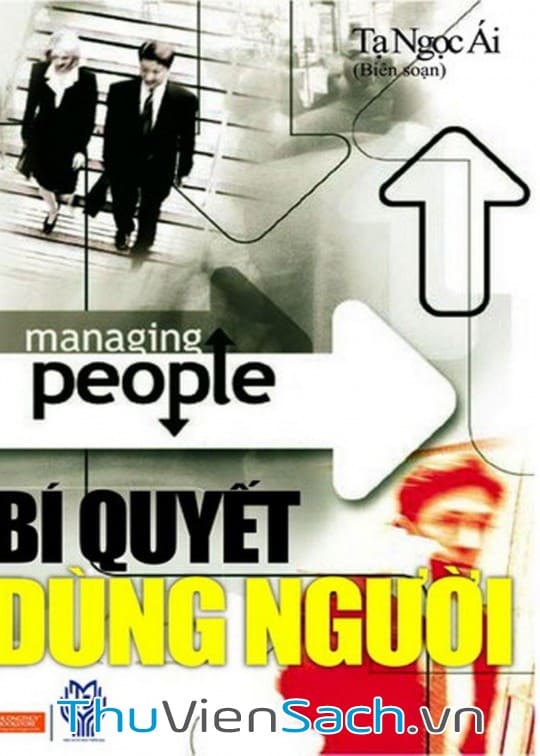 Tạ Ngọc Ái
(Biên soạn)
managing
people
BÍ QUYẾT
DÙNG NGƯỜI
ThuVienSach.vn